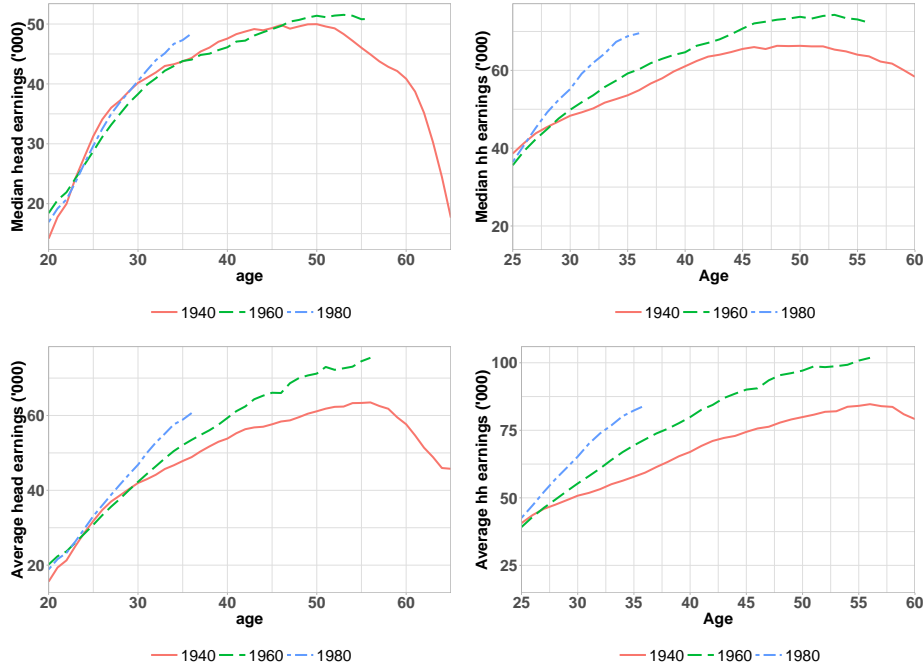 Median head earnings ('000)
50
40
30
20
20 30 40 50 60
age
1940 1960 1980
Median hh earnings ('000)
60
40
20
25 30 35 40 45 50 55 60
Age
1940 1960 1980
Average head earnings ('000)
60
40
20
20 30 40 50 60
age
1940 1960 1980
Average hh earnings ('000)
100
75
50
25
25 30 35 40 45 50 55 60
Age
1940 1960 1980